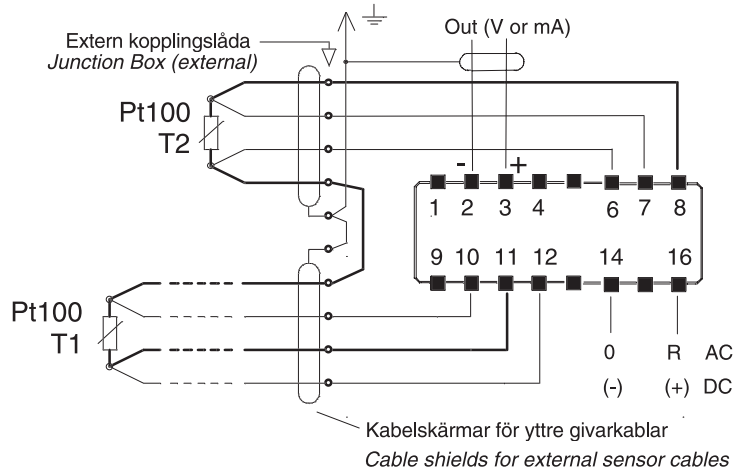 Extern kopplingslåda
Junction Box (external)
Out (V or mA)
Pt100
T2
- +
1 2 3 4 6 7 8
9 10 11 12 14 16
Pt100
T1
0 R AC
(-) (+) DC
Kabelskärmar för yttre givarkablar
Cable shields for external sensor cables